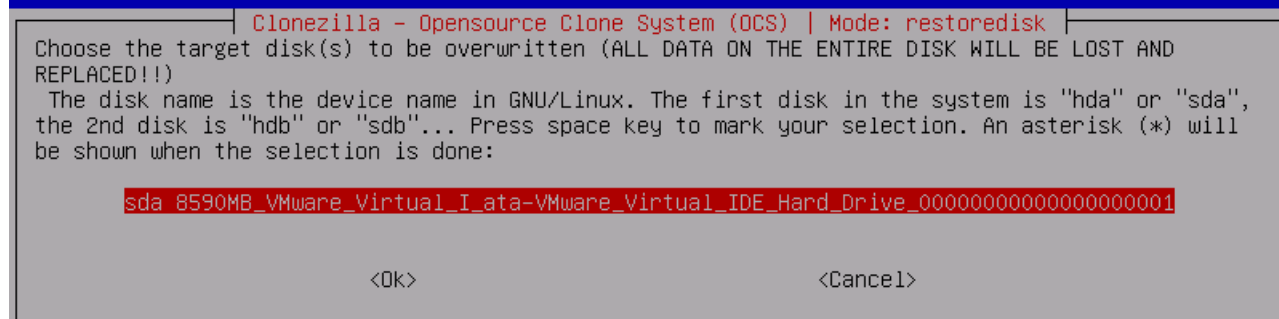 Clonezilla - Opensource Clone System (OCS) | Mode: restoredisk
Choose the target disk(s) to be overwritten (ALL DATA ON THE ENTIRE DISK WILL BE LOST AND
REPLACED!!)
The disk name is the device name in GNU/Linux. The first disk in the system is "hda" or "sda",
the 2nd disk is "hdb" or "sdb"... Press space key to mark your selection. An asterisk (*) will
be shown when the selection is done:
sda 8590MB_VMware_Virtual_I_ata-VMware_Virtual_IDE_Hard_Drive_00000000000000000001
<Ok> <Cancel>